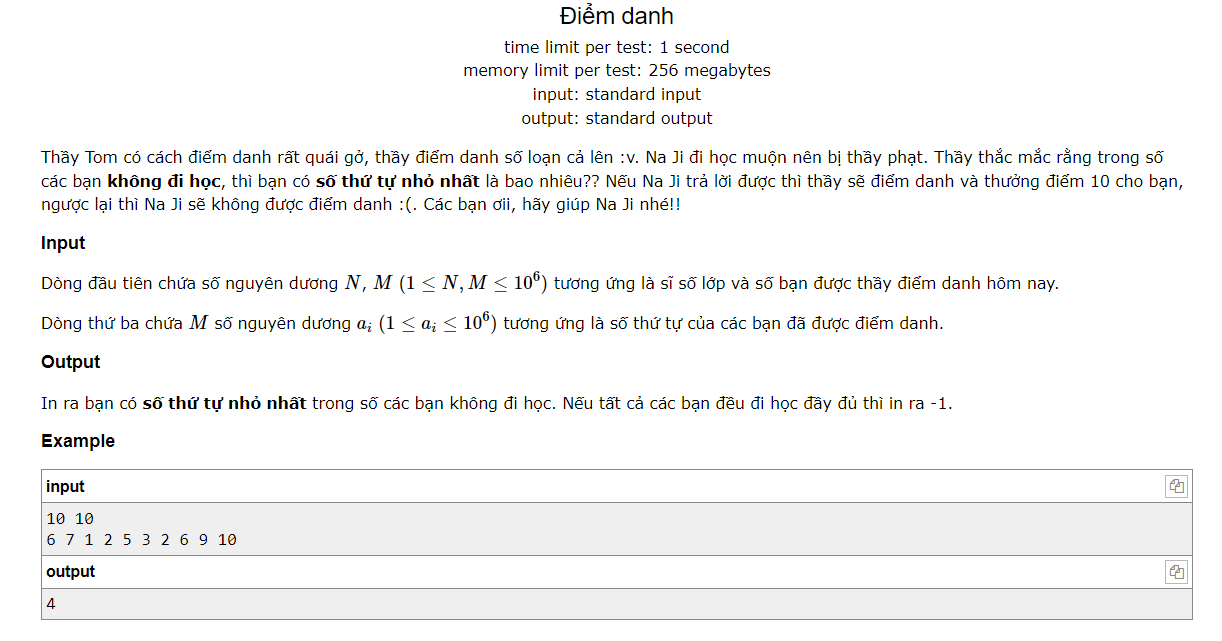 Điểm danh
time limit per test: 1 second
memory limit per test: 256 megabytes
input: standard input
output: standard output
Thầy Tom có cách điểm danh rất quái gở, thầy điểm danh số loạn cả lên :v. Na Ji đi học muộn nên bị thầy phạt. Thầy thắc mắc rằng trong số
các bạn không đi học, thì bạn có số thứ tự nhỏ nhất là bao nhiêu?? Nếu Na Ji trả lời được thì thầy sẽ điểm danh và thưởng điểm 10 cho bạn,
ngược lại thì Na Ji sẽ không được điểm danh :(. Các bạn ơii, hãy giúp Na Ji nhé!!
Input
Dòng đầu tiên chứa số nguyên dương N, M (1 ≤ N, M ≤ 10⁶) tương ứng là sĩ số lớp và số bạn được thầy điểm danh hôm nay.
Dòng thứ ba chứa M số nguyên dương aᵢ (1 ≤ aᵢ ≤ 10⁶) tương ứng là số thứ tự của các bạn đã được điểm danh.
Output
In ra bạn có số thứ tự nhỏ nhất trong số các bạn không đi học. Nếu tất cả các bạn đều đi học đầy đủ thì in ra -1.
Example
input
10 10
6 7 1 2 5 3 2 6 9 10
output
4